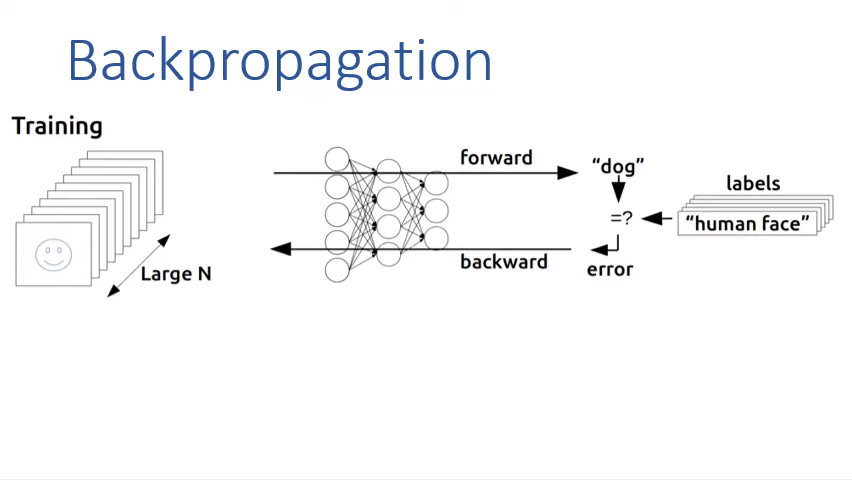 Backpropagation
Training
Large N
forward
backward
“dog”
=?
error
labels
“human face”